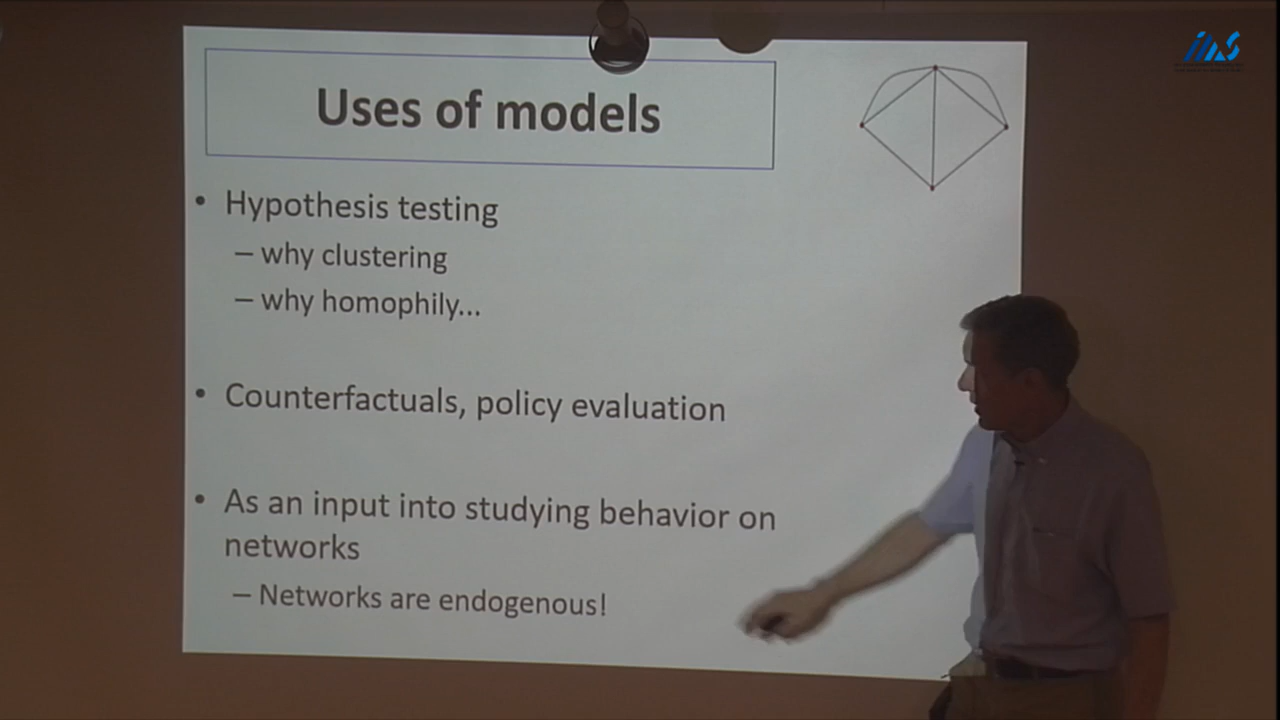 Uses of models
• Hypothesis testing
– why clustering
– why homophily...
• Counterfactuals, policy evaluation
• As an input into studying behavior on
networks
– Networks are endogenous!
ims